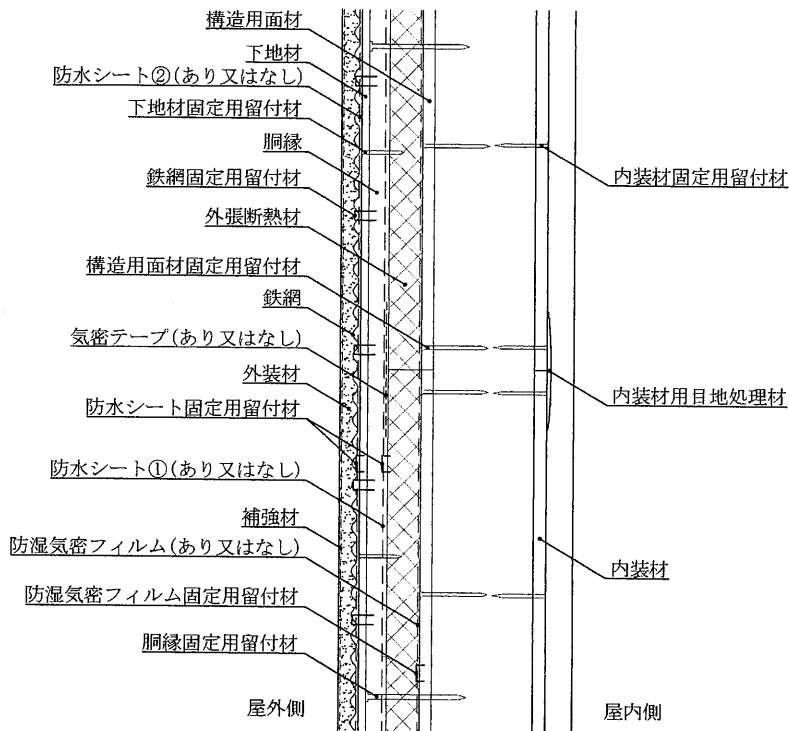 構造用面材
下地材
防水シート②(あり又はなし)
下地材固定用留付材
胴縁
鉄網固定用留付材
外張断熱材
構造用面材固定用留付材
鉄網
気密テープ(あり又はなし)
外装材
防水シート固定用留付材
防水シート①(あり又はなし)
補強材
防湿気密フィルム(あり又はなし)
防湿気密フィルム固定用留付材
胴縁固定用留付材
屋外側
内装材固定用留付材
内装材用目地処理材
内装材
屋内側